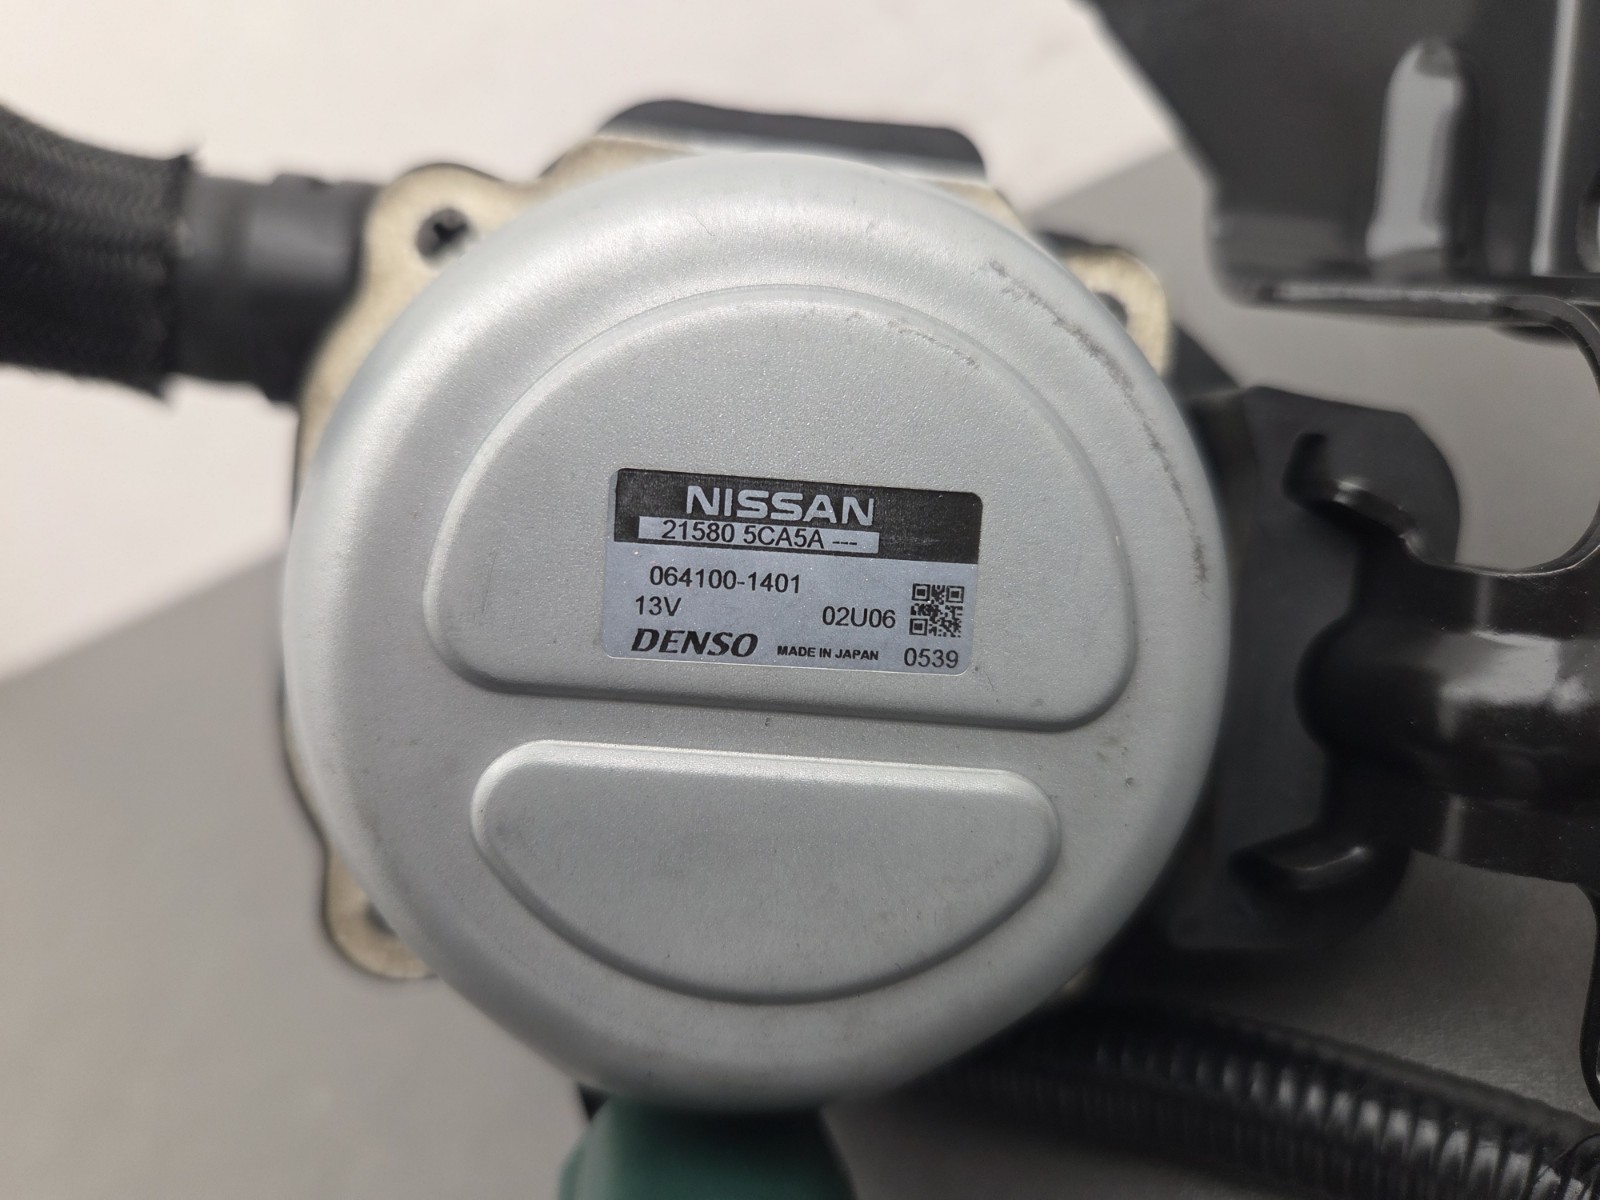 NISSAN
21580 5CA5A ---
064100-1401
13V 02U06
DENSO MADE IN JAPAN 0539